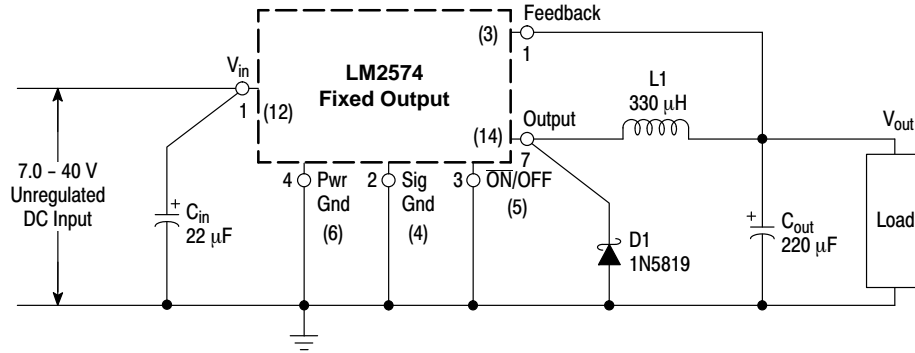 Feedback
(3)
1
LM2574
Fixed Output
V_in
1
(12)
L1
330 μH
Output
(14)
7
V_out
7.0 – 40 V
Unregulated
DC Input
C_in
22 μF
+
4 Pwr
Gnd
(6)
2 Sig
Gnd
(4)
3 O̅N̅/OFF
(5)
D1
1N5819
+
C_out
220 μF
Load